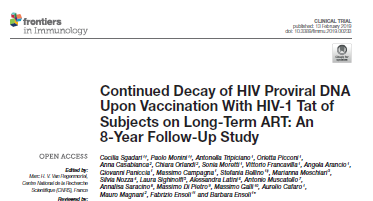 frontiers
in Immunology
CLINICAL TRIAL
published: 13 February 2019
doi: 10.3389/fimmu.2019.00233
Continued Decay of HIV Proviral DNA
Upon Vaccination With HIV-1 Tat of
Subjects on Long-Term ART: An
8-Year Follow-Up Study
OPEN ACCESS
Edited by:
Marc H. V. Van Regenmortel,
Centre National de la Recherche
Scientifique (CNRS), France
Reviewed by:
Cecilia Sgadari, Paolo Monini, Antonella Tripiciano, Orietta Picconi,
Anna Casabianca, Chiara Orlandi, Sonia Moretti, Vittorio Francavilla, Angela Arancio,
Giovanni Paniccia, Massimo Campagna, Stefania Bellino, Marianna Meschiari,
Silvia Nozza, Laura Sighinolfi, Alessandra Latini, Antonio Muscatello,
Annalisa Saracino, Massimo Di Pietro, Massimo Galli, Aurelio Cafaro,
Mauro Magnani, Fabrizio Ensoli and Barbara Ensoli